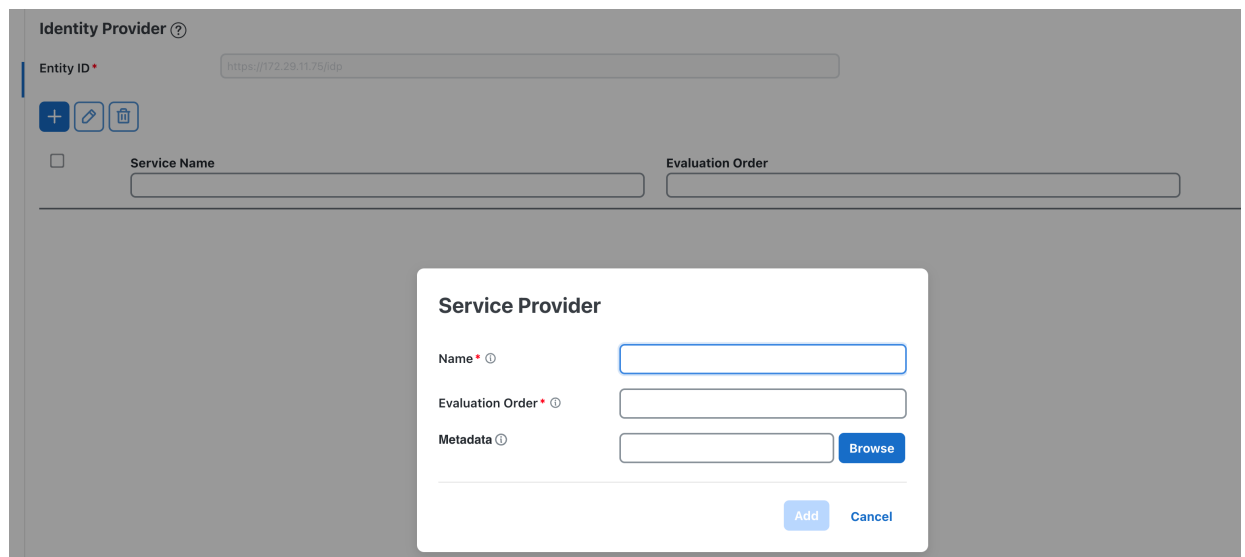 Identity Provider ?
Entity ID *
https://172.29.11.75/idp
Service Name
Evaluation Order
Service Provider
Name *
Evaluation Order *
Metadata
Browse
Add
Cancel